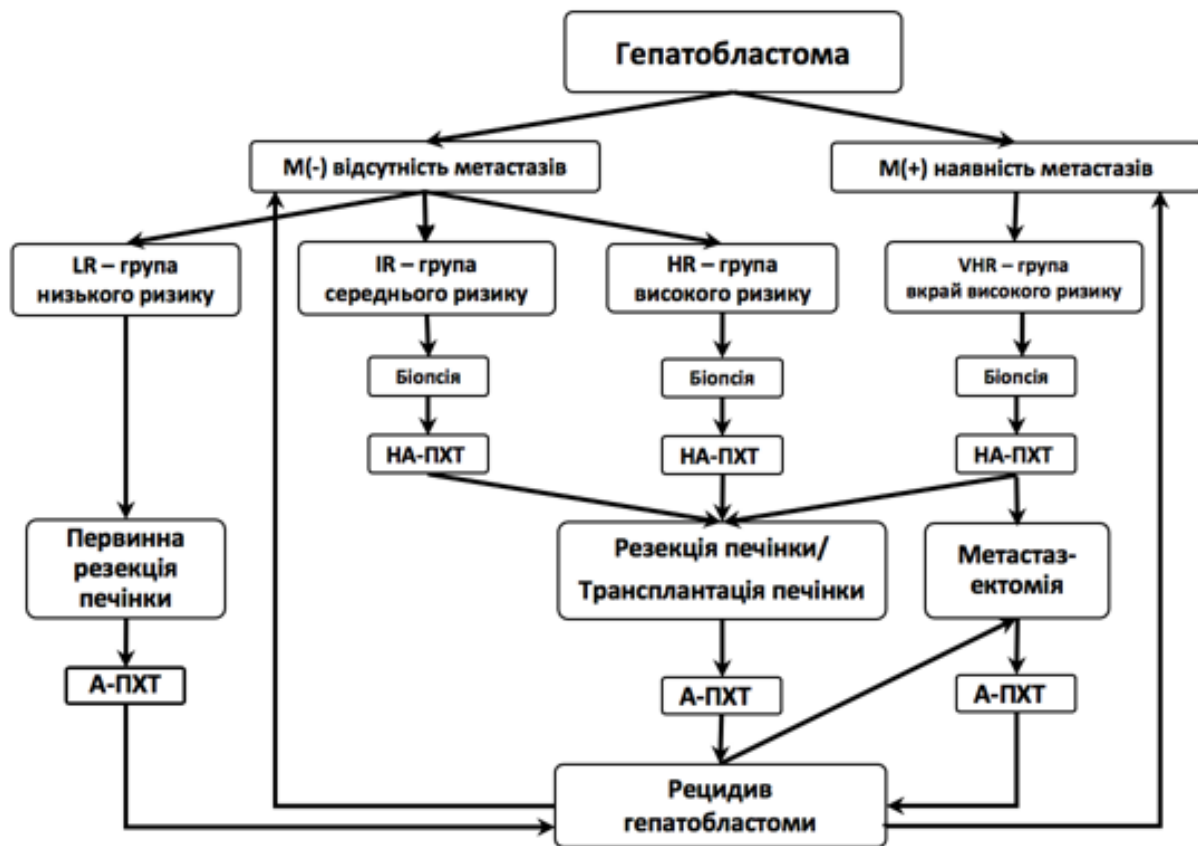 Гепатобластома
М(-) відсутність метастазів
М(+) наявність метастазів
LR – група
низького ризику
IR – група
середнього ризику
HR – група
високого ризику
VHR – група
вкрай високого ризику
Біопсія
Біопсія
Біопсія
НА-ПХТ
НА-ПХТ
НА-ПХТ
Первинна
резекція
печінки
Резекція печінки/
Трансплантація печінки
Метастаз-
ектомія
А-ПХТ
А-ПХТ
А-ПХТ
Рецидив
гепатобластоми